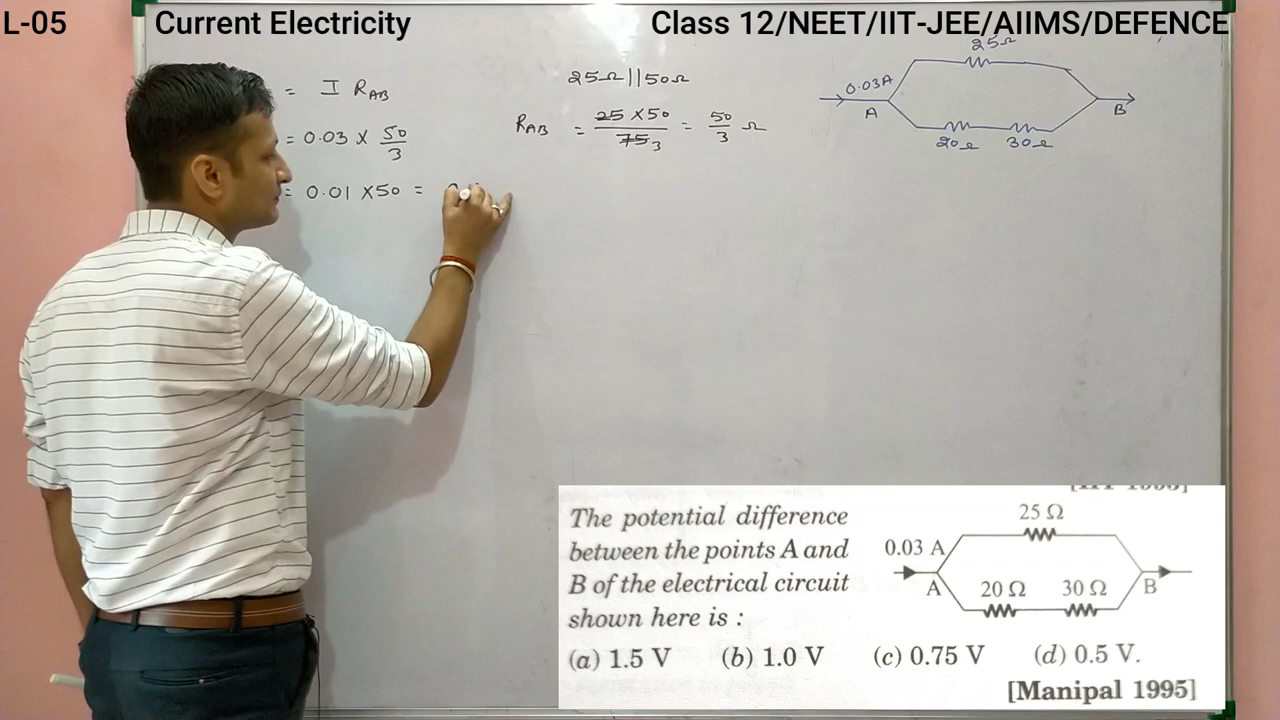 L-05 Current Electricity Class 12/NEET/IIT-JEE/AIIMS/DEFENCE
= I R_AB
= 0.03 × 50/3
= 0.01 × 50 =
25Ω||50Ω
R_AB = 25 × 50 / 75 3 = 50/3 Ω
25Ω
0.03A
A
B
20Ω 30Ω
The potential difference
between the points A and
B of the electrical circuit
shown here is :
25 Ω
0.03 A
A
20 Ω 30 Ω
B
(a) 1.5 V (b) 1.0 V (c) 0.75 V (d) 0.5 V.
[Manipal 1995]